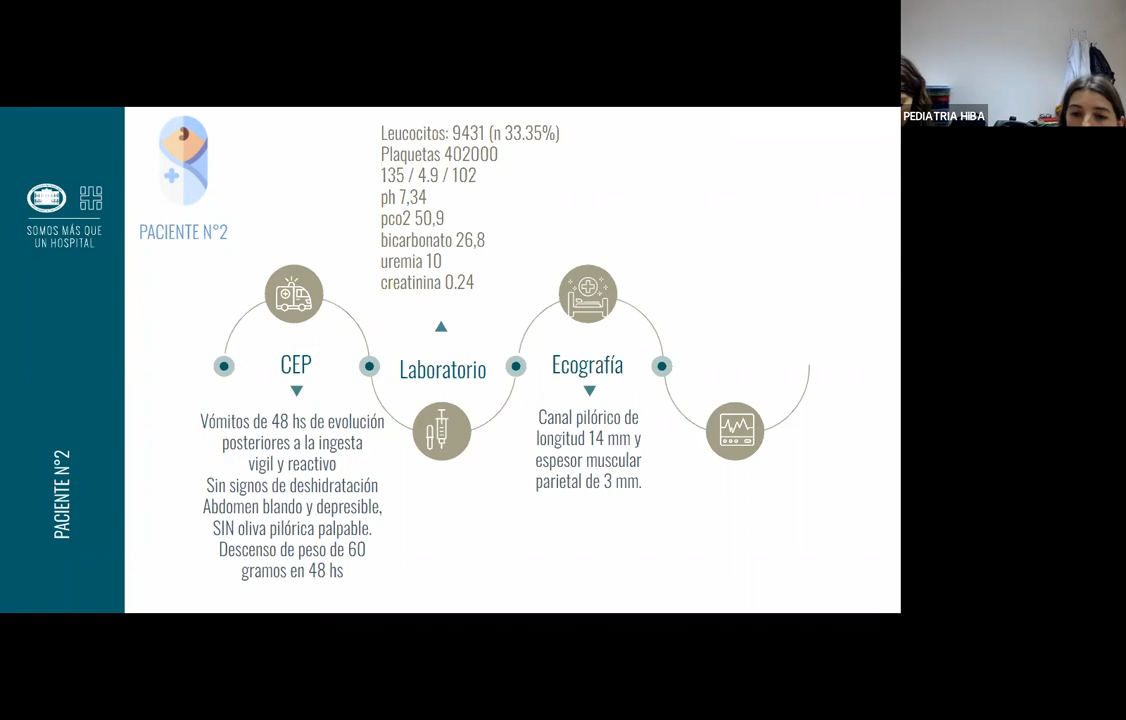 PEDIATRIA HIBA
SOMOS MÁS QUE
UN HOSPITAL
PACIENTE N°2
PACIENTE N°2
Leucocitos: 9431 (n 33.35%)
Plaquetas 402000
135 / 4.9 / 102
ph 7,34
pco2 50,9
bicarbonato 26,8
uremia 10
creatinina 0.24
CEP
Vómitos de 48 hs de evolución
posteriores a la ingesta
vigil y reactivo
Sin signos de deshidratación
Abdomen blando y depresible,
SIN oliva pilórica palpable.
Descenso de peso de 60
gramos en 48 hs
Laboratorio
Ecografía
Canal pilórico de
longitud 14 mm y
espesor muscular
parietal de 3 mm.